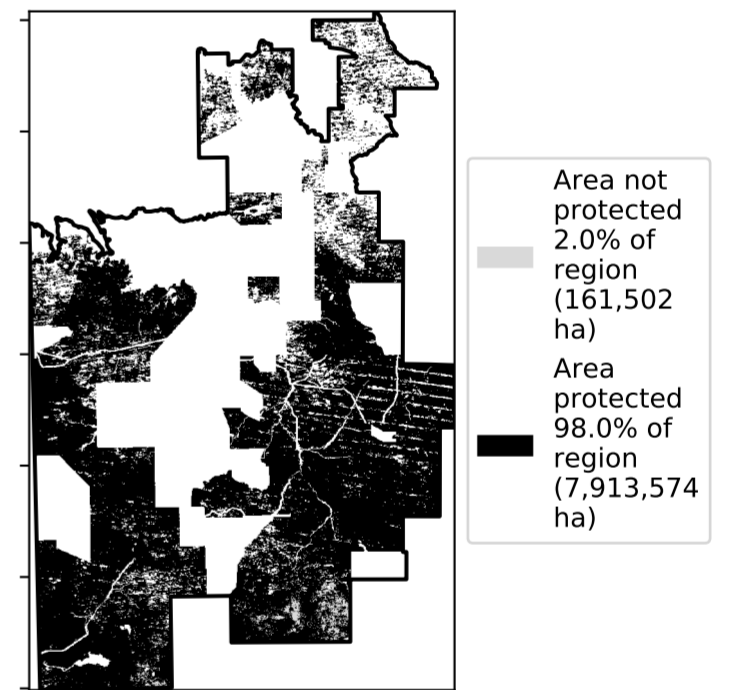 Area not
protected
2.0% of
region
(161,502
ha)
Area
protected
98.0% of
region
(7,913,574
ha)